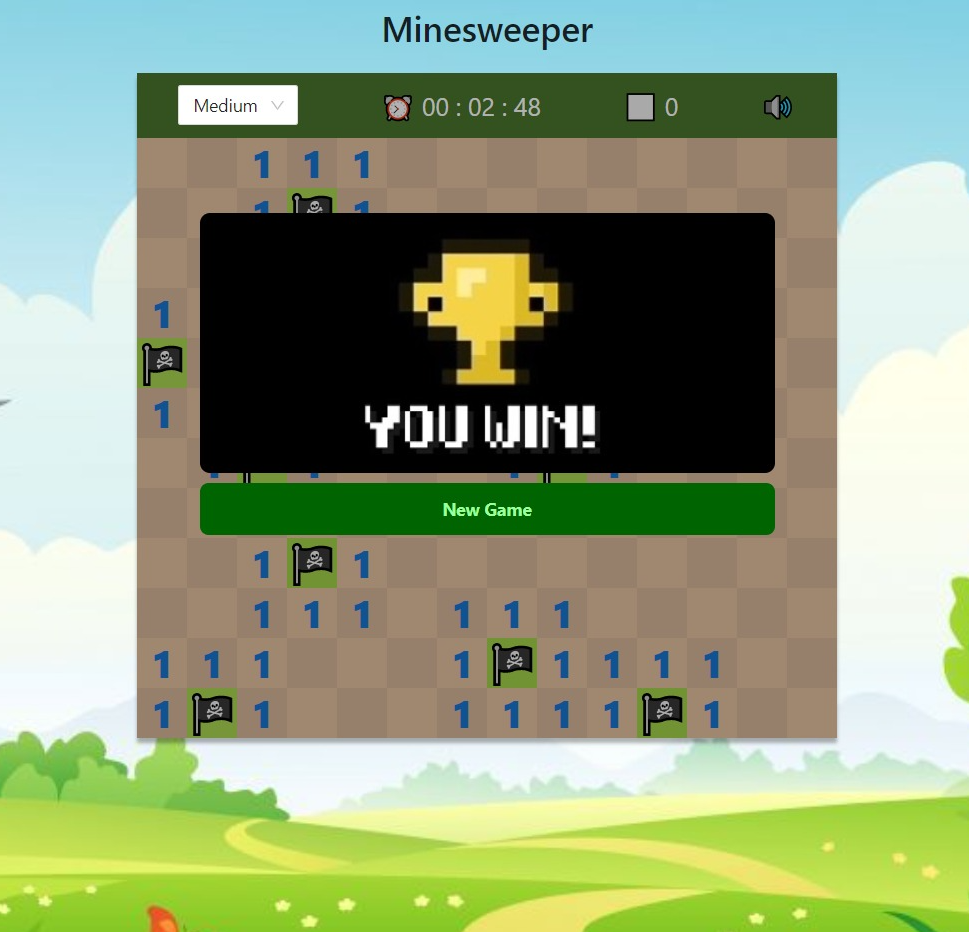 Minesweeper
Medium 00 : 02 : 48 0
1 1 1
1 1
1
1
YOU WIN!
New Game
1 1
1 1 1 1 1 1
1 1 1 1 1 1 1 1
1 1 1 1 1 1 1